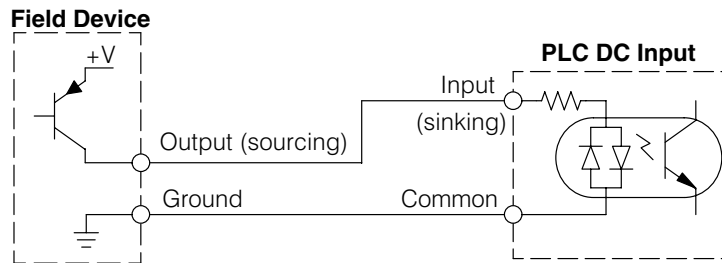 Field Device
+V
PLC DC Input
Input
(sinking)
Output (sourcing)
Ground
Common